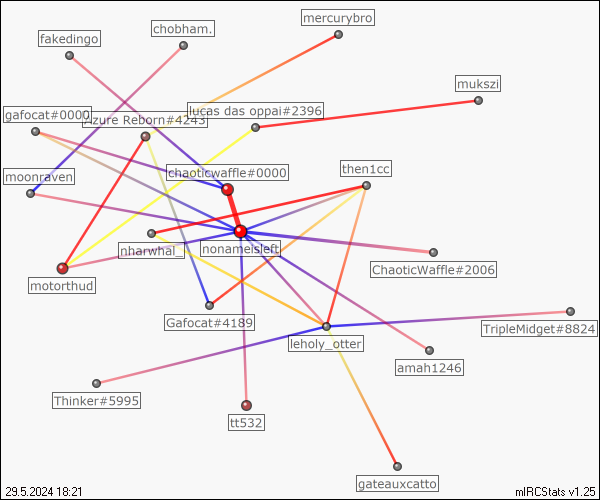 mercurybro
chobham.
fakedingo
mukszi
lucas das oppai#2396
gafocat#0000
Azure Reborn#4243
then1cc
chaoticwaffle#0000
moonraven
nharwhal_
nonameisleft
ChaoticWaffle#2006
motorthud
Gafocat#4189
TripleMidget#8824
leholy_otter
amah1246
Thinker#5995
tt532
gateauxcatto
29.5.2024 18:21
mIRCStats v1.25